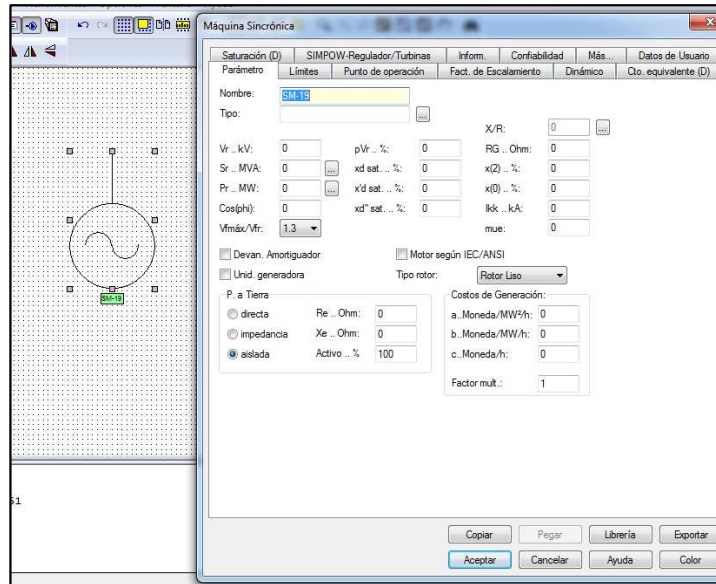 Máquina Sincrónica
Saturación (D) SIMPOW-Regulador/Turbinas Inform. Confiabilidad Más... Datos de Usuario
Parámetro Límites Punto de operación Fact. de Escalamiento Dinámico Cto. equivalente (D)
Nombre: SM-19
Tipo: ...
X/R: 0 ...
Vr .. kV: 0 pVr .. %: 0 RG .. Ohm: 0
Sr .. MVA: 0 ... xd sat. .. %: 0 x(2) .. %: 0
Pr .. MW: 0 ... x'd sat. .. %: 0 x(0) .. %: 0
Cos(phi): 0 xd" sat. .. %: 0 Ikk .. kA: 0
Vfmáx/Vfr: 1.3 mue: 0
Devan. Amortiguador Motor según IEC/ANSI
Unid. generadora Tipo rotor: Rotor Liso
P. a Tierra Costos de Generación:
directa Re .. Ohm: 0 a..Moneda/MW²/h: 0
impedancia Xe .. Ohm: 0 b..Moneda/MW/h: 0
aislada Activo .. % 100 c..Moneda/h: 0
Factor mult.: 1
SM-19
51
Copiar Pegar Librería Exportar
Aceptar Cancelar Ayuda Color